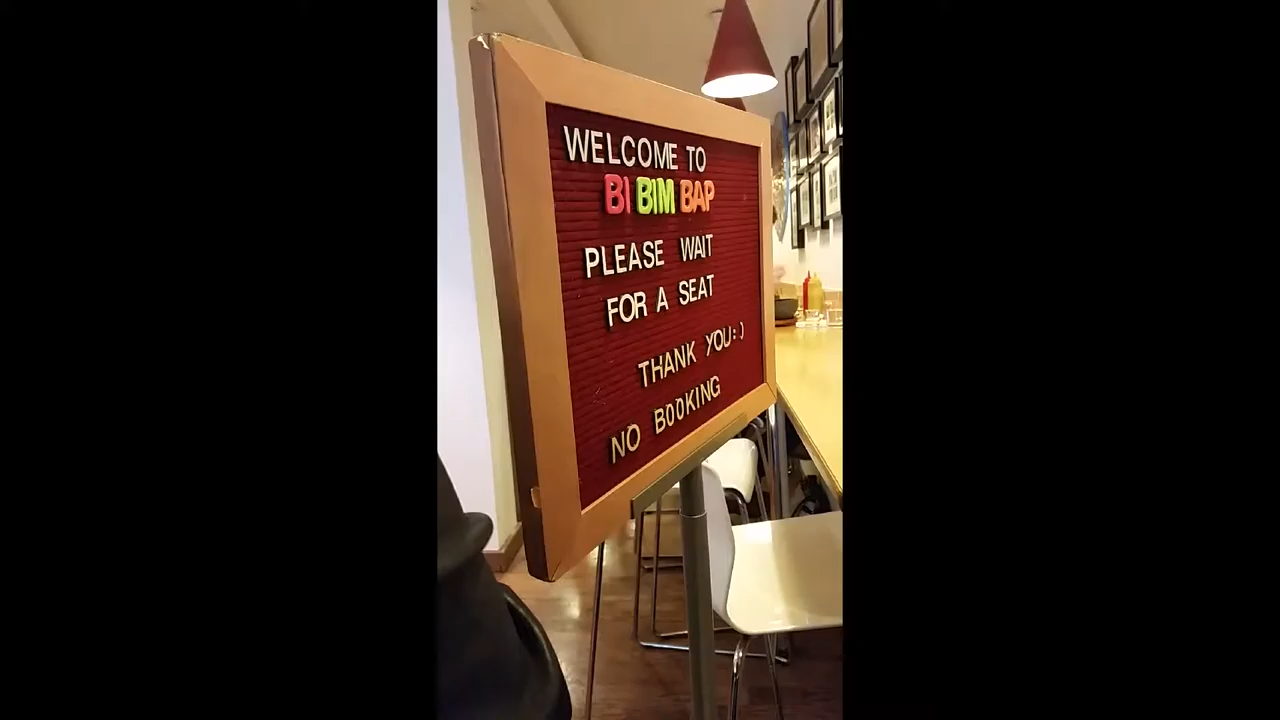 WELCOME TO
BI BIM BAP
PLEASE WAIT
FOR A SEAT
THANK YOU:)
NO BOOKING